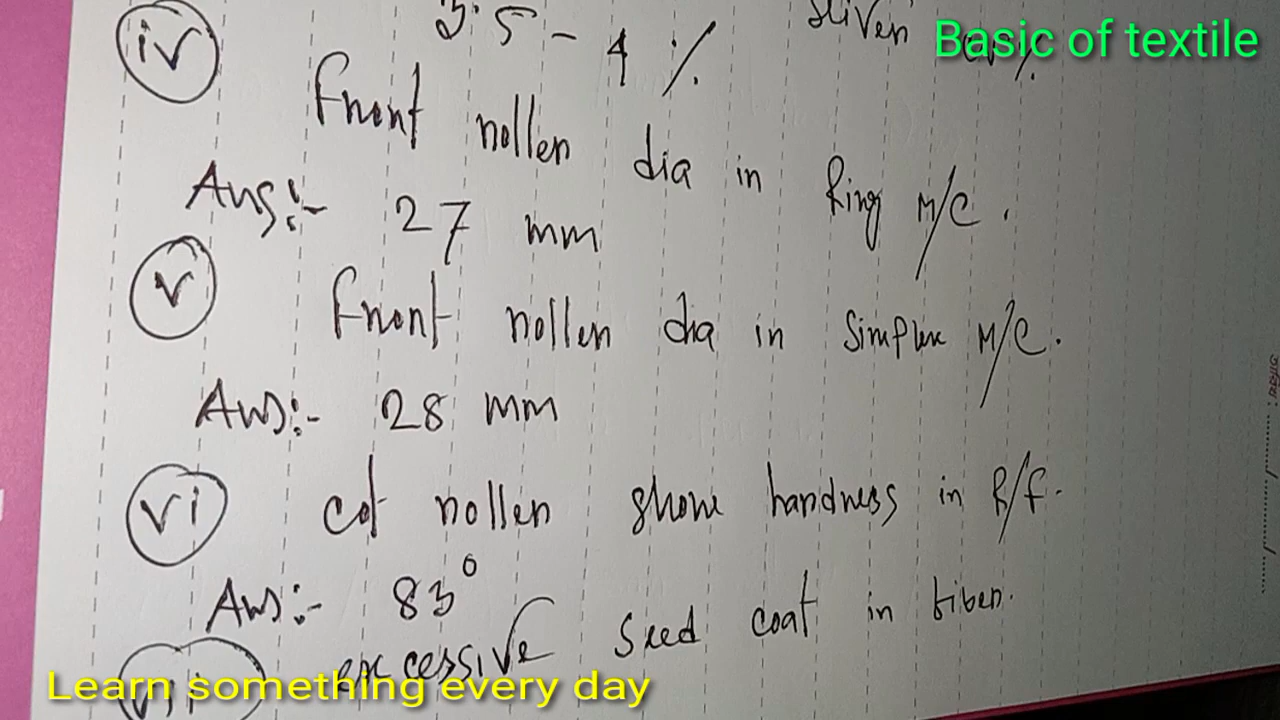 3.5 - 4 % sliver
Basic of textile
iv Front roller dia in Ring M/C.
Ans:- 27 mm
v Front roller dia in Simplex M/C.
Ans:- 28 mm
vi cot roller shore hardness in R/F.
Ans:- 83°
excessive seed coat in fiber.
Learn something every day